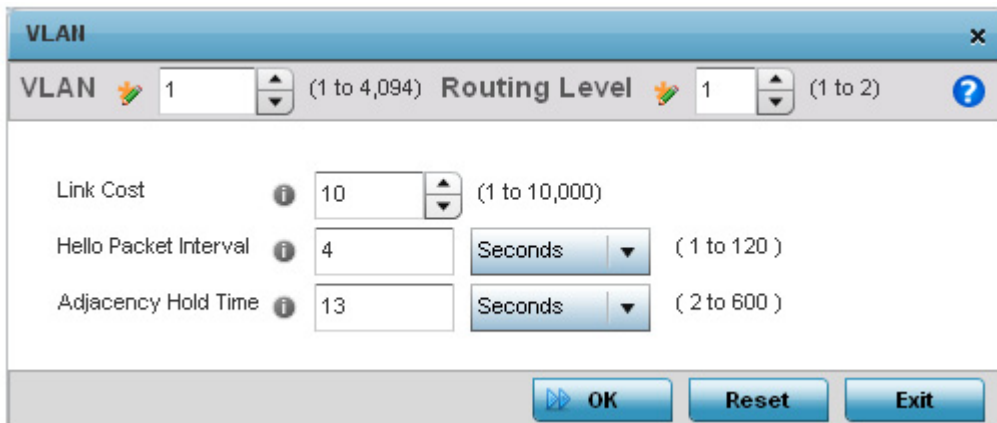 VLAN
VLAN 1 (1 to 4,094) Routing Level 1 (1 to 2)
Link Cost 10 (1 to 10,000)
Hello Packet Interval 4 Seconds ( 1 to 120 )
Adjacency Hold Time 13 Seconds ( 2 to 600 )
OK Reset Exit